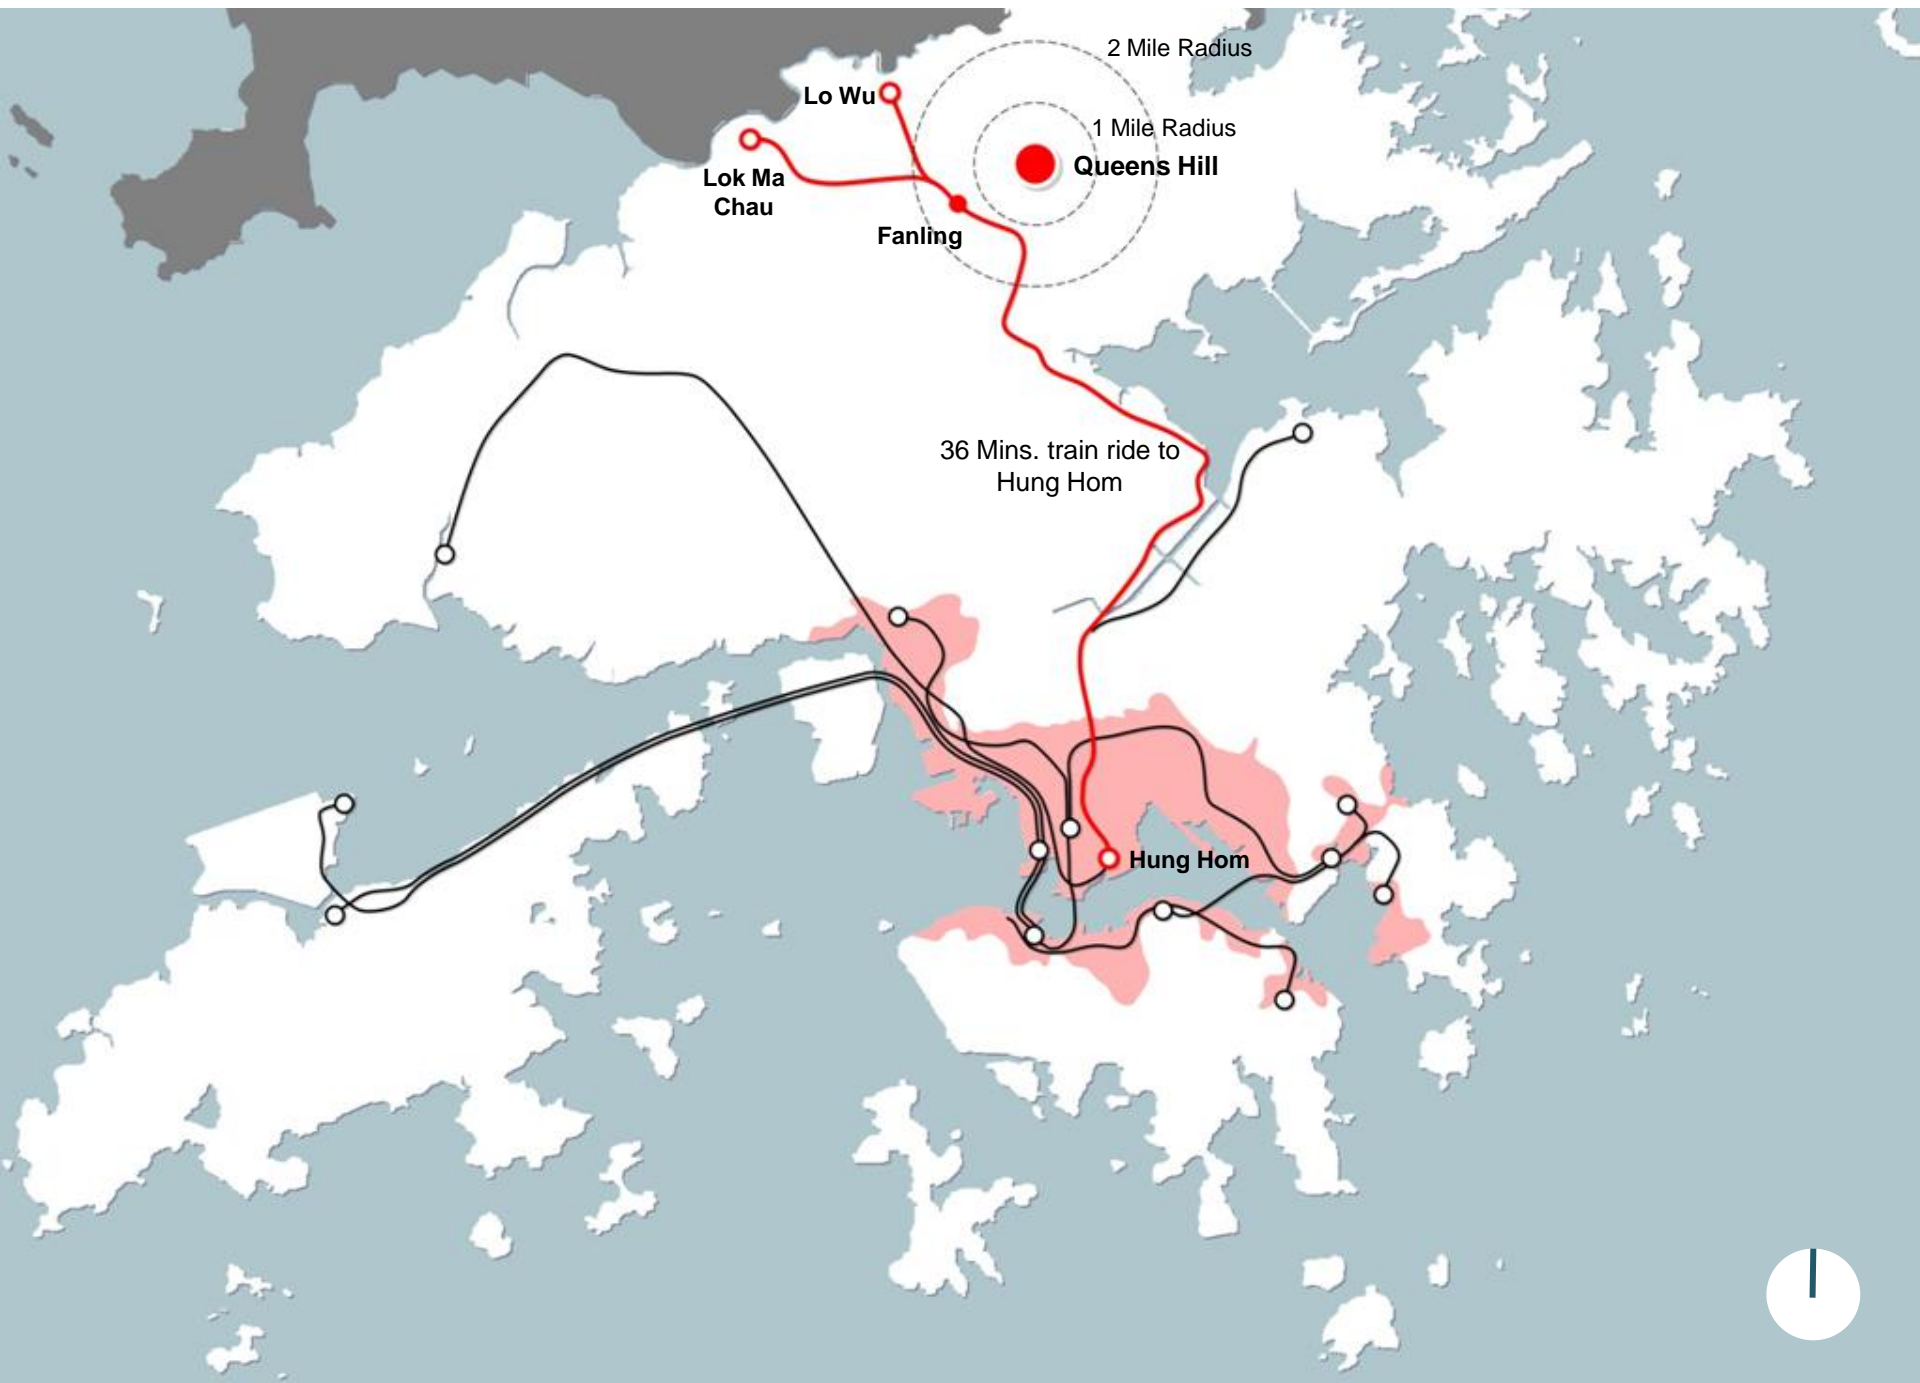 2 Mile Radius
Lo Wu
1 Mile Radius
Queens Hill
Lok Ma
Chau
Fanling
36 Mins. train ride to
Hung Hom
Hung Hom